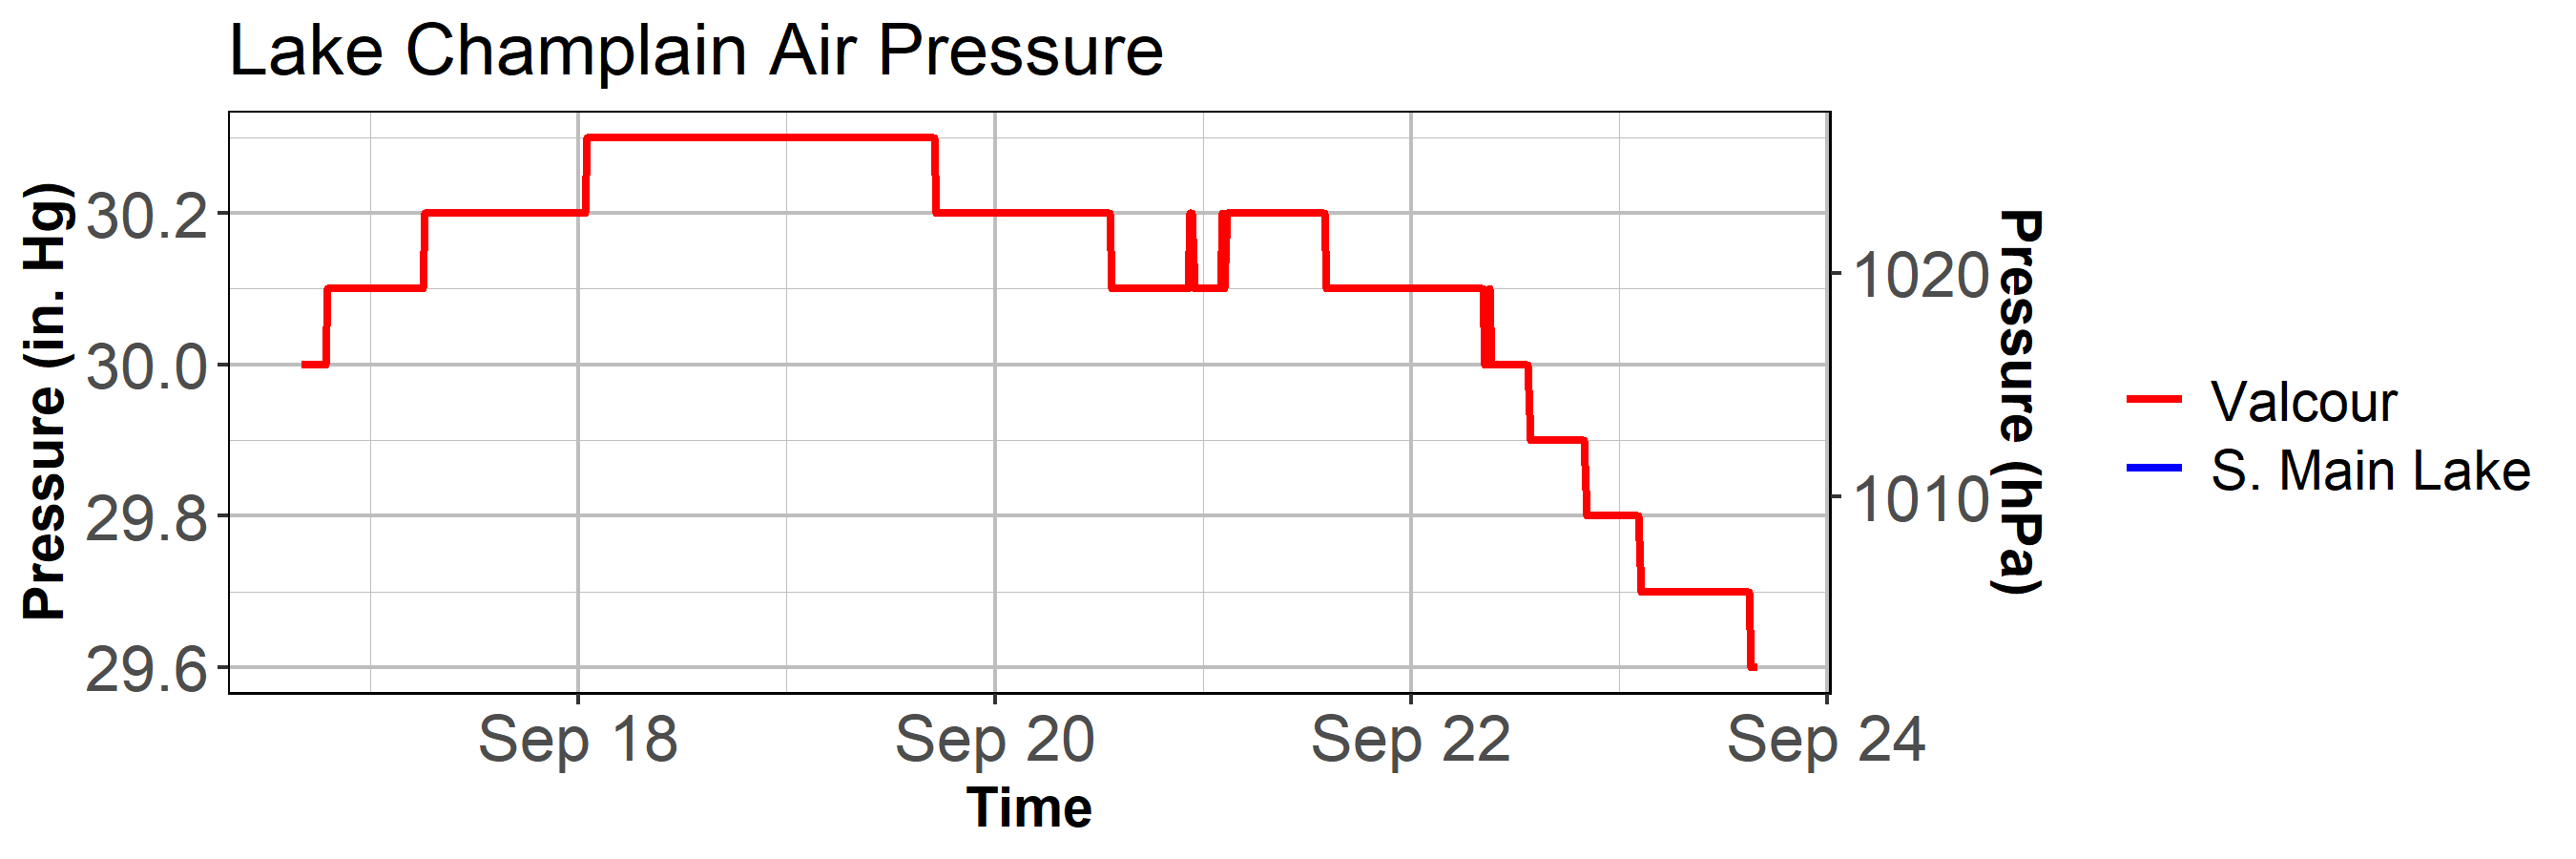 Lake Champlain Air Pressure
Pressure (in. Hg)
30.2
30.0
29.8
29.6
Sep 18 Sep 20 Sep 22 Sep 24
Time
1020
1010
Pressure (hPa)
Valcour
S. Main Lake